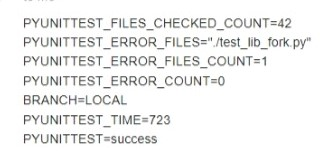 PYUNITTEST_FILES_CHECKED_COUNT=42
PYUNITTEST_ERROR_FILES="./test_lib_fork.py"
PYUNITTEST_ERROR_FILES_COUNT=1
PYUNITTEST_ERROR_COUNT=0
BRANCH=LOCAL
PYUNITTEST_TIME=723
PYUNITTEST=success